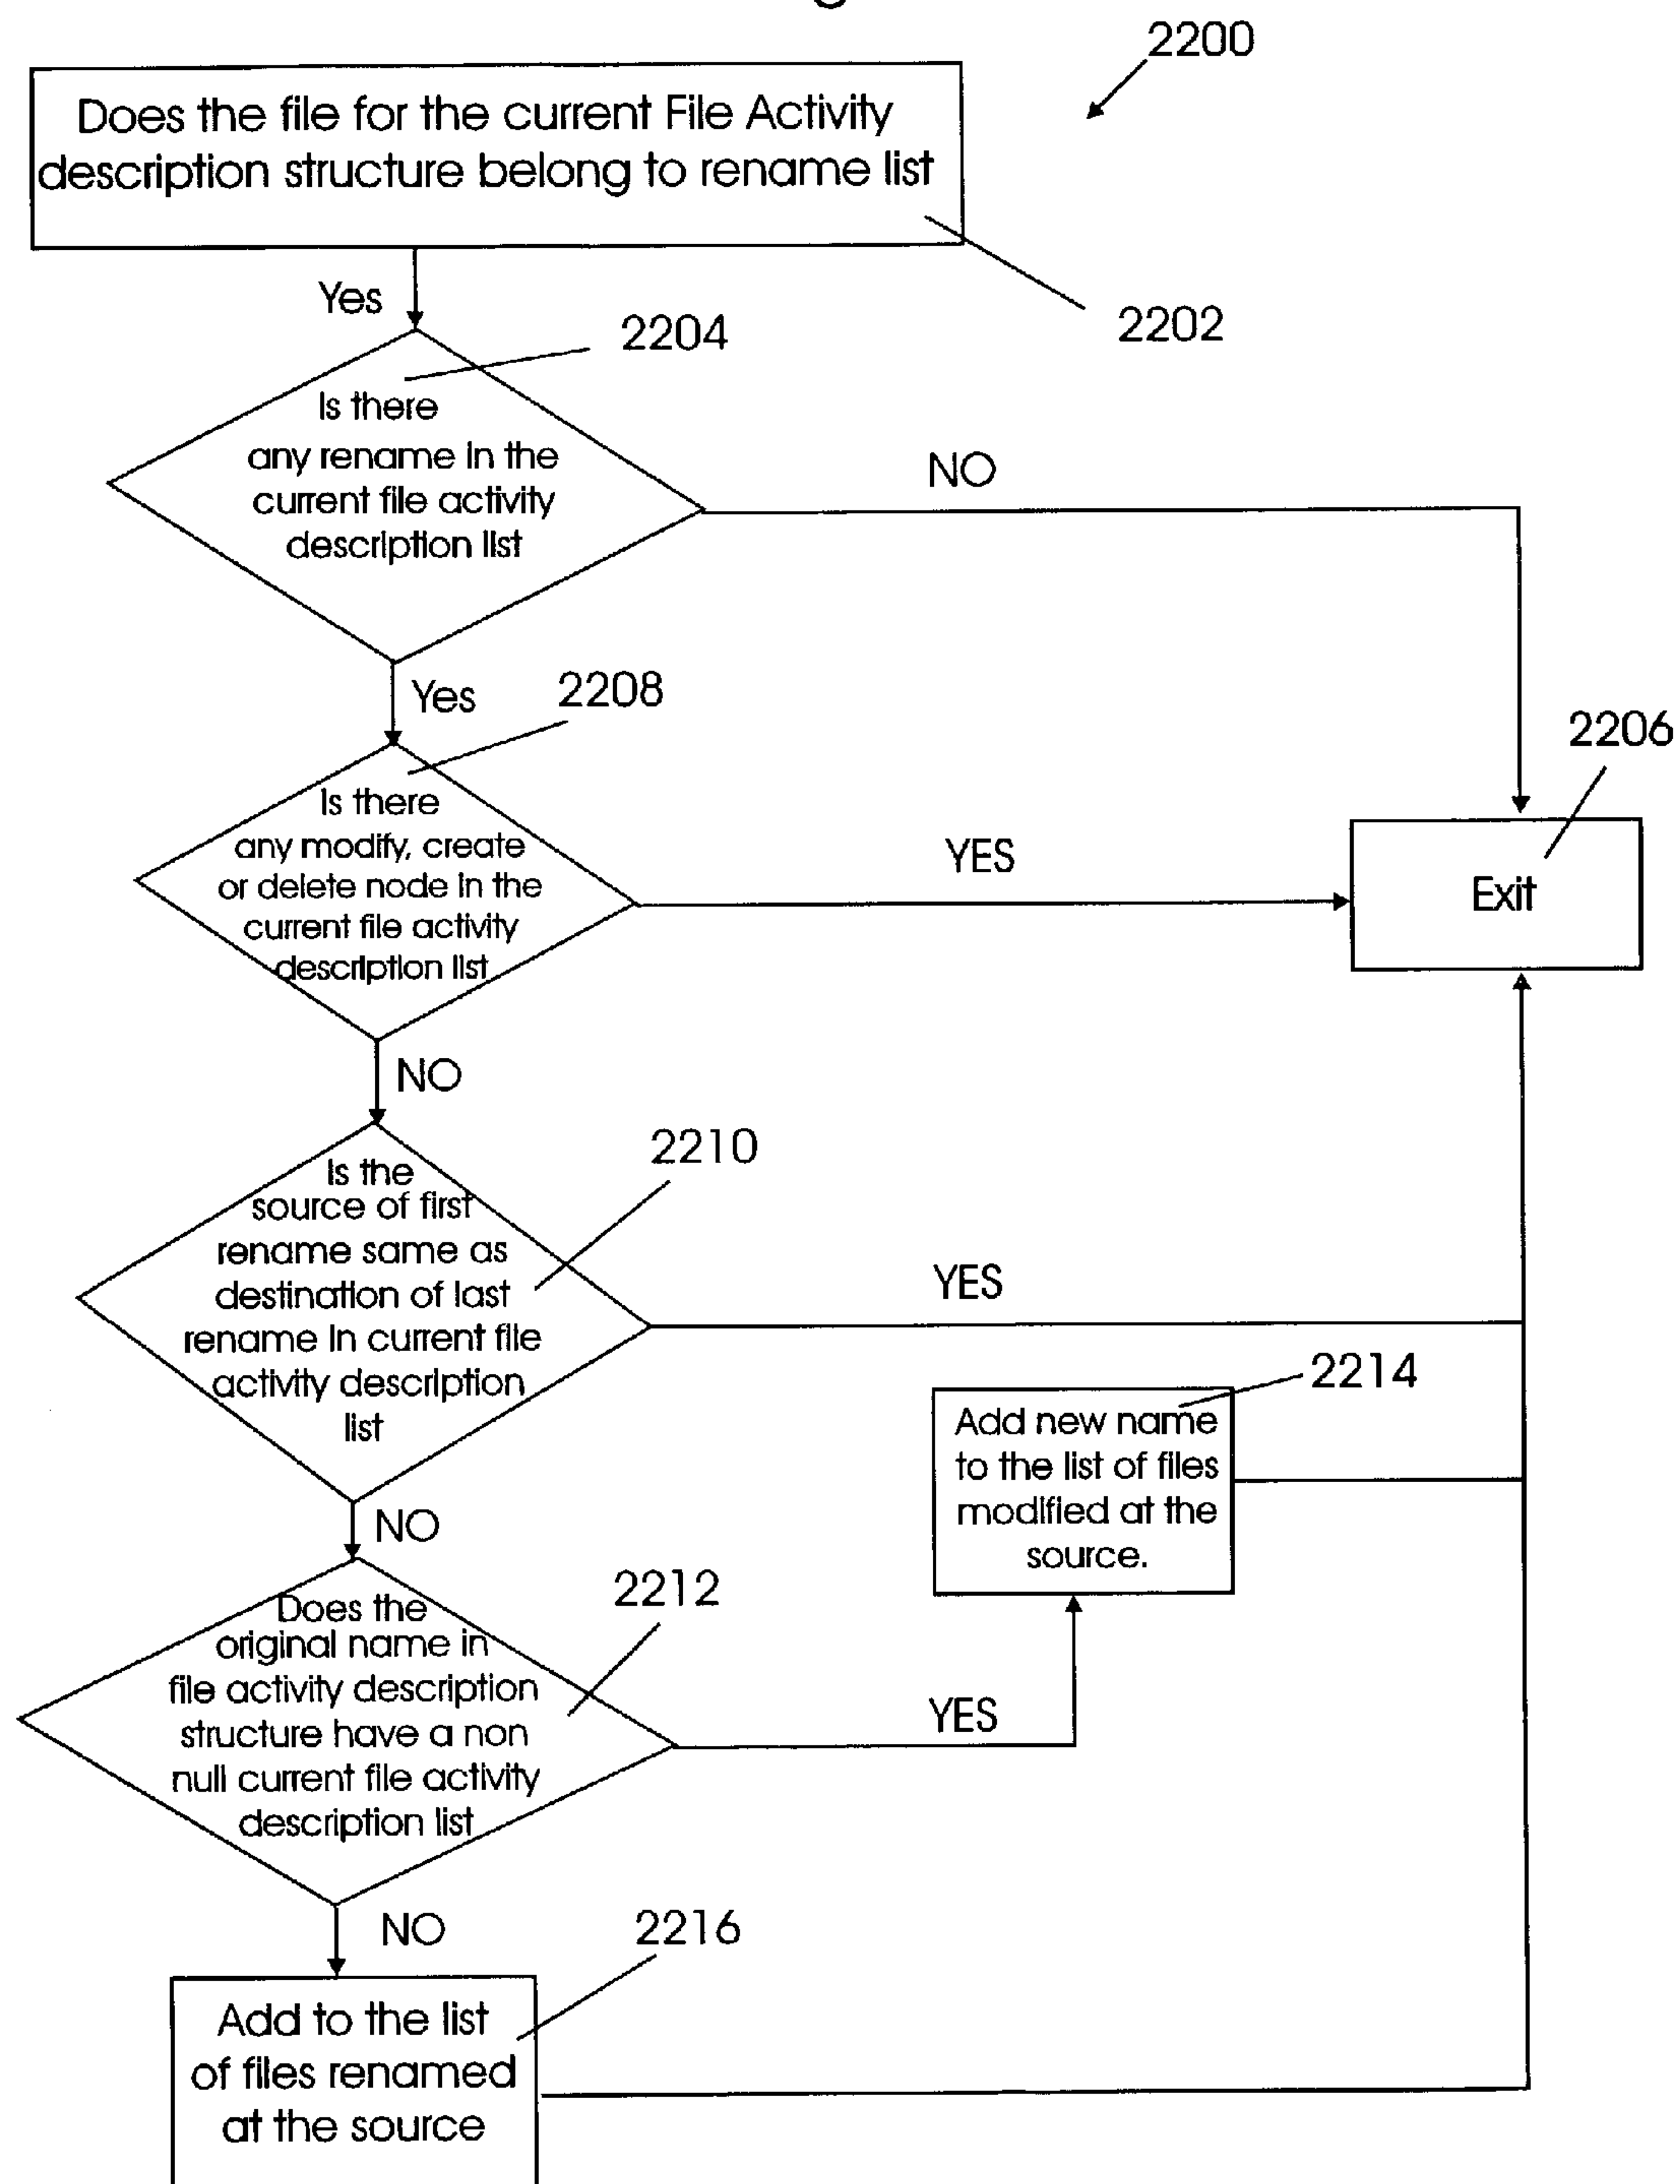 2200
Does the file for the current File Activity
description structure belong to rename list
2202
Yes
2204
Is there
any rename in the
current file activity
description list
NO
Yes
2208
2206
Is there
any modify, create
or delete node in the
current file activity
description list
YES
Exit
NO
2210
Is the
source of first
rename same as
destination of last
rename in current file
activity description
list
YES
2214
Add new name
to the list of files
modified at the
source.
NO
2212
Does the
original name in
file activity description
structure have a non
null current file activity
description list
YES
NO
2216
Add to the list
of files renamed
at the source